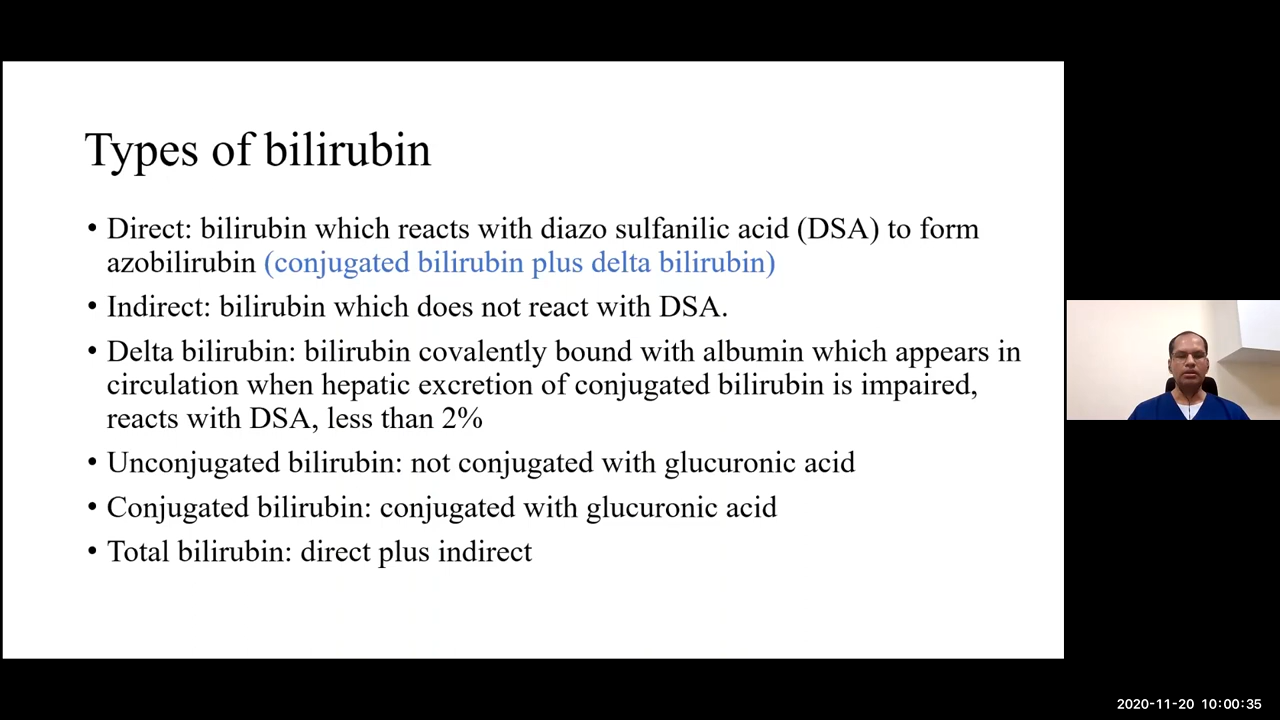 Types of bilirubin
• Direct: bilirubin which reacts with diazo sulfanilic acid (DSA) to form
azobilirubin (conjugated bilirubin plus delta bilirubin)
• Indirect: bilirubin which does not react with DSA.
• Delta bilirubin: bilirubin covalently bound with albumin which appears in
circulation when hepatic excretion of conjugated bilirubin is impaired,
reacts with DSA, less than 2%
• Unconjugated bilirubin: not conjugated with glucuronic acid
• Conjugated bilirubin: conjugated with glucuronic acid
• Total bilirubin: direct plus indirect
2020-11-20 10:00:35